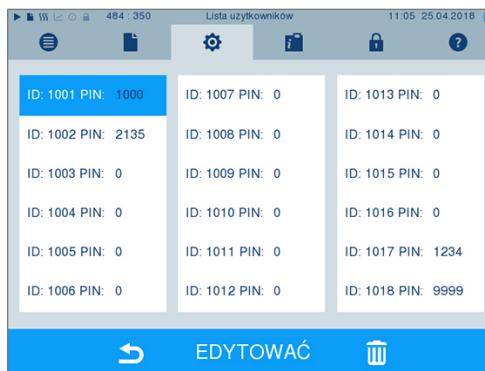 484 : 350 Lista użytkowników 11:05 25.04.2018
ID: 1001 PIN: 1000
ID: 1002 PIN: 2135
ID: 1003 PIN: 0
ID: 1004 PIN: 0
ID: 1005 PIN: 0
ID: 1006 PIN: 0
ID: 1007 PIN: 0
ID: 1008 PIN: 0
ID: 1009 PIN: 0
ID: 1010 PIN: 0
ID: 1011 PIN: 0
ID: 1012 PIN: 0
ID: 1013 PIN: 0
ID: 1014 PIN: 0
ID: 1015 PIN: 0
ID: 1016 PIN: 0
ID: 1017 PIN: 1234
ID: 1018 PIN: 9999
EDYTOWAĆ